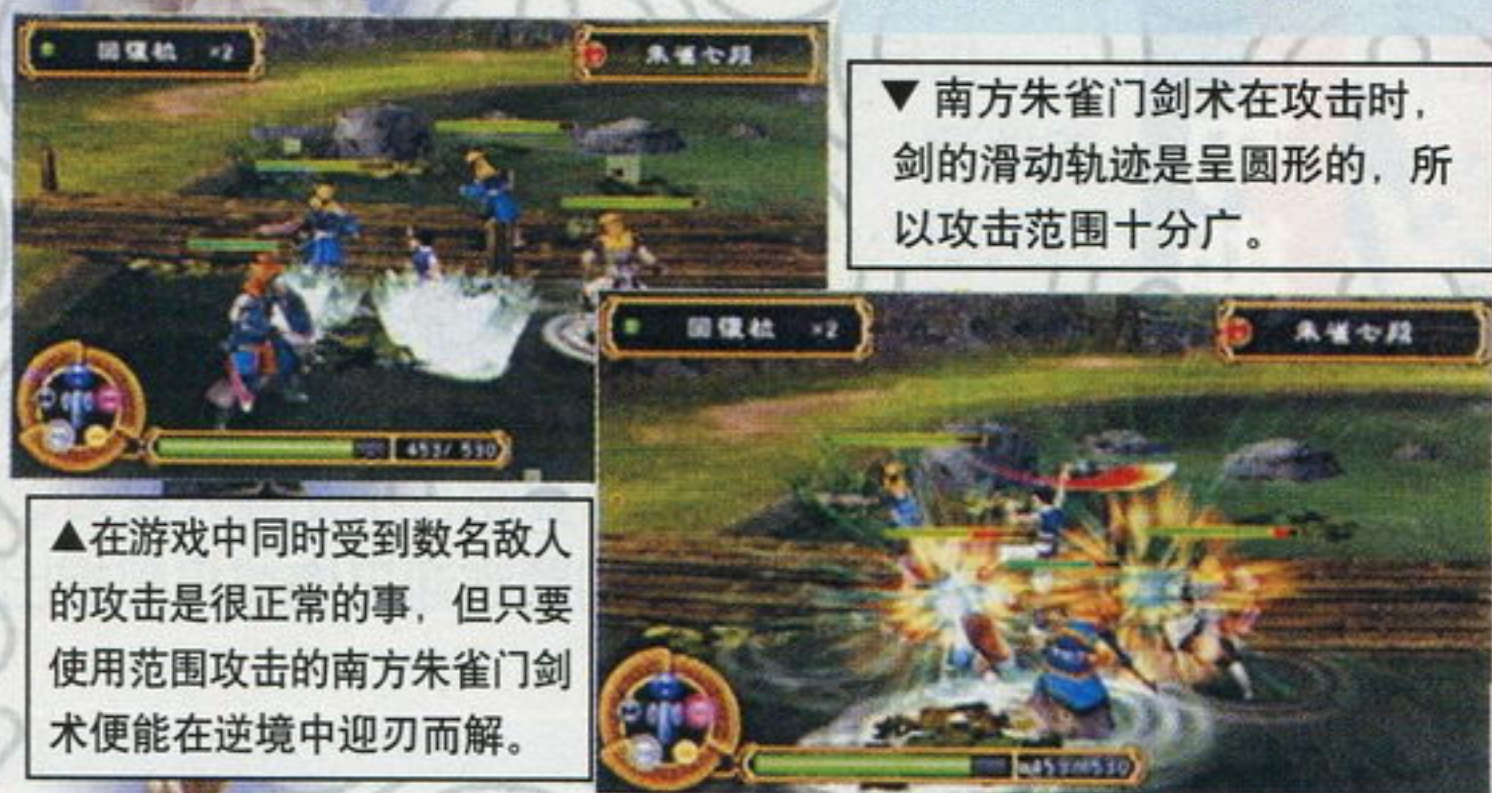 ×2
朱雀七段
▼ 南方朱雀门剑术在攻击时，
剑的滑动轨迹是呈圆形的，所
以攻击范围十分广。
453/ 530
▲在游戏中同时受到数名敌人
的攻击是很正常的事，但只要
使用范围攻击的南方朱雀门剑
术便能在逆境中迎刃而解。
×2
朱雀七段
453/530